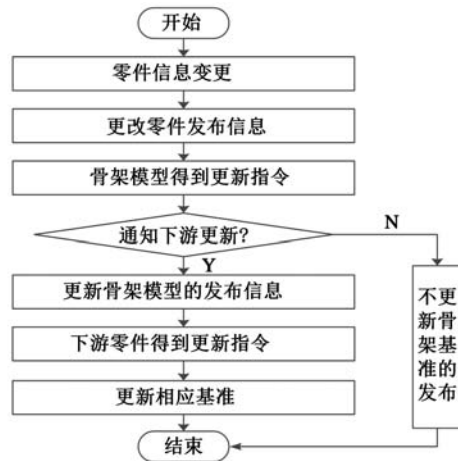 开始
零件信息变更
更改零件发布信息
骨架模型得到更新指令
通知下游更新?
N
Y
更新骨架模型的发布信息
不更新骨架基准的发布
下游零件得到更新指令
更新相应基准
结束